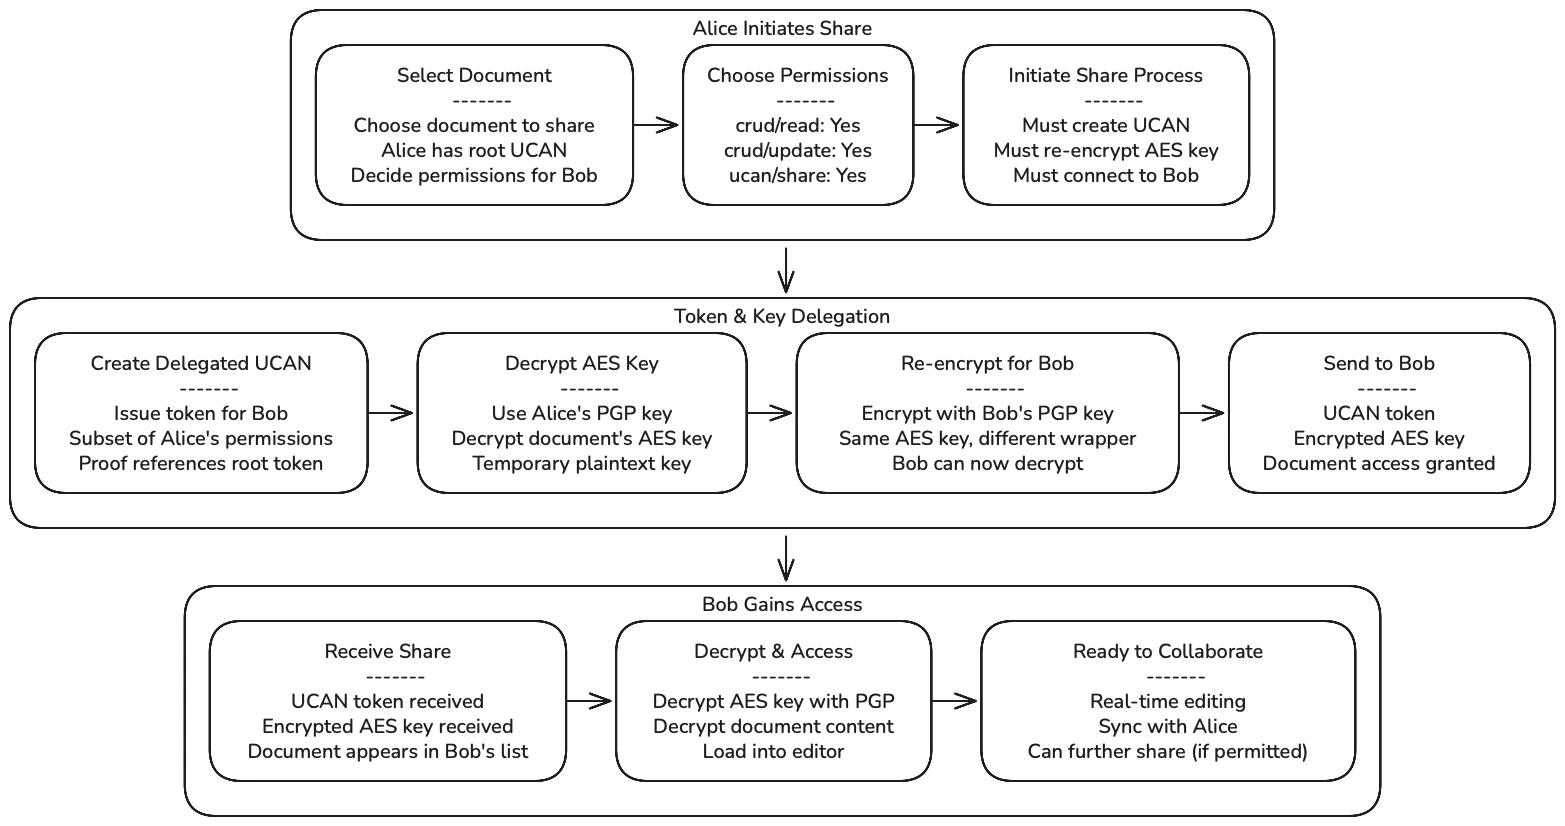 Alice Initiates Share
Select Document
-------
Choose document to share
Alice has root UCAN
Decide permissions for Bob
Choose Permissions
-------
crud/read: Yes
crud/update: Yes
ucan/share: Yes
Initiate Share Process
-------
Must create UCAN
Must re-encrypt AES key
Must connect to Bob
Token & Key Delegation
Create Delegated UCAN
-------
Issue token for Bob
Subset of Alice's permissions
Proof references root token
Decrypt AES Key
-------
Use Alice's PGP key
Decrypt document's AES key
Temporary plaintext key
Re-encrypt for Bob
-------
Encrypt with Bob's PGP key
Same AES key, different wrapper
Bob can now decrypt
Send to Bob
-------
UCAN token
Encrypted AES key
Document access granted
Bob Gains Access
Receive Share
-------
UCAN token received
Encrypted AES key received
Document appears in Bob's list
Decrypt & Access
-------
Decrypt AES key with PGP
Decrypt document content
Load into editor
Ready to Collaborate
-------
Real-time editing
Sync with Alice
Can further share (if permitted)